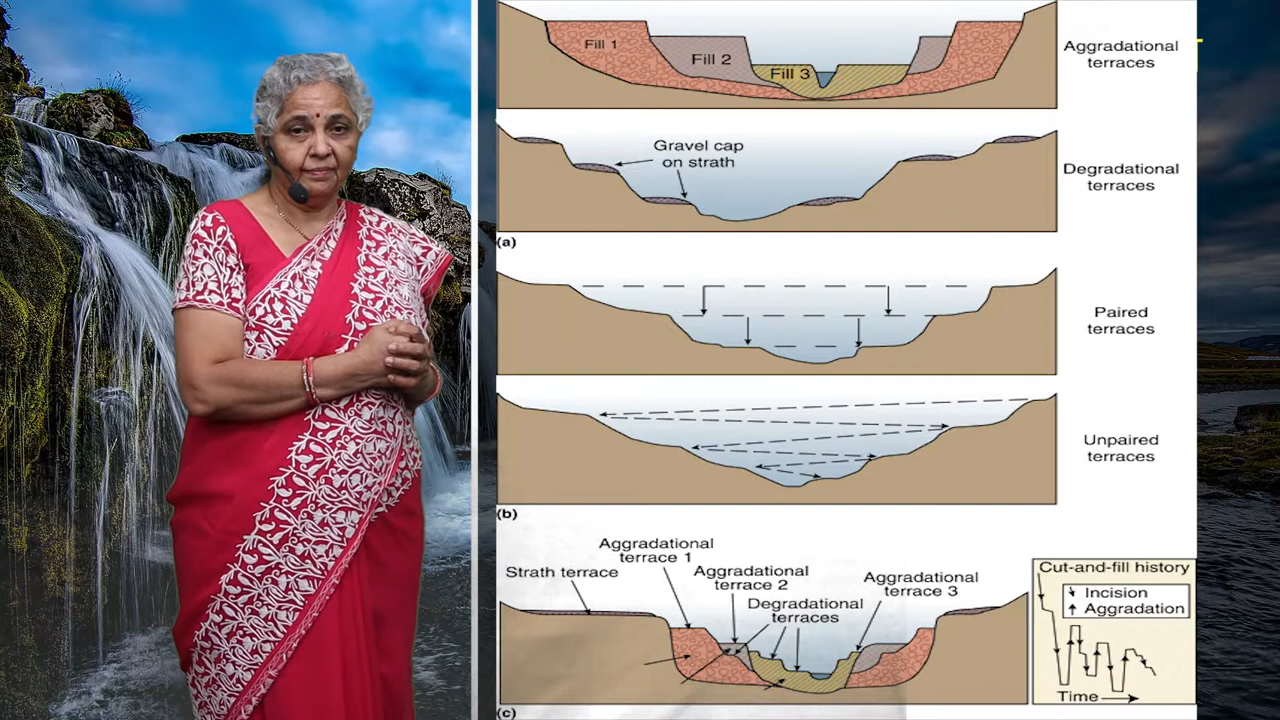 Fill 1
Fill 2
Fill 3
Aggradational
terraces
Gravel cap
on strath
Degradational
terraces
(a)
Paired
terraces
Unpaired
terraces
(b)
Aggradational
terrace 1
Strath terrace
Aggradational
terrace 2
Degradational
terraces
Aggradational
terrace 3
Cut-and-fill history
Incision
Aggradation
Time
(c)